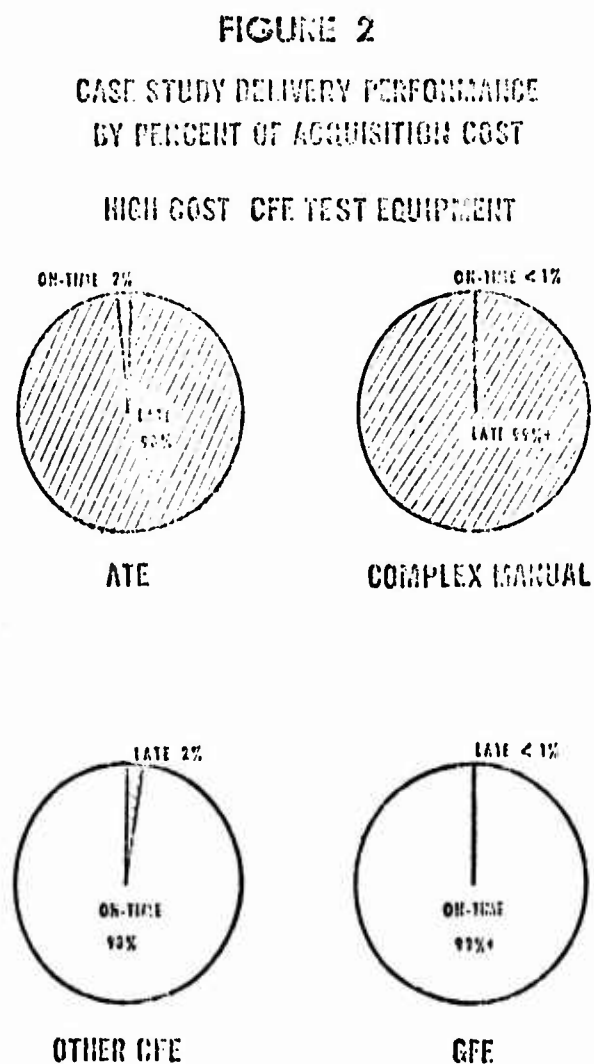 FIGURE 2
CASE STUDY DELIVERY PERFORMANCE
BY PERCENT OF ACQUISITION COST
HIGH COST CFE TEST EQUIPMENT
ON-TIME 2%
ON-TIME < 1%
LATE
98%
LATE 99%+
ATE
COMPLEX MANUAL
LATE 2%
LATE < 1%
ON-TIME
98%
ON-TIME
99%+
OTHER CFE
GFE